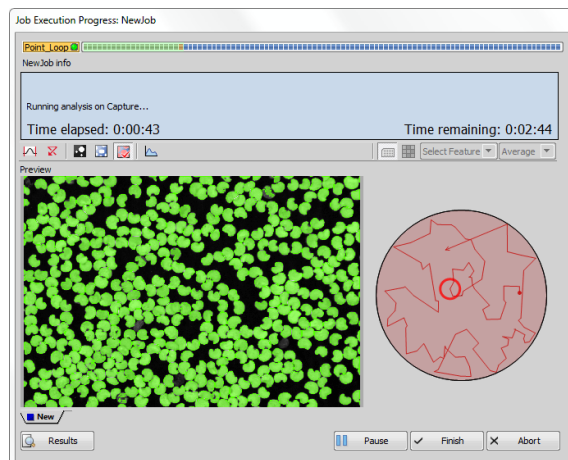 Job Execution Progress: NewJob
Point_Loop
NewJob info
Running analysis on Capture...
Time elapsed: 0:00:43 Time remaining: 0:02:44
Select Feature Average
Preview
New
Results Pause Finish Abort